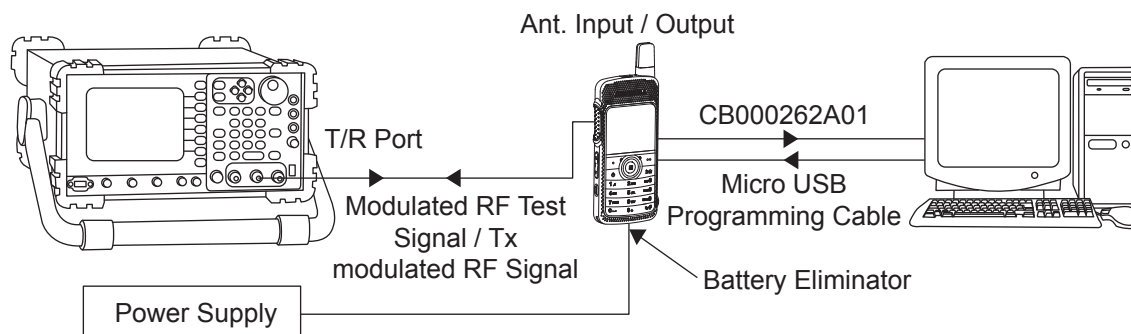 Ant. Input / Output
T/R Port
CB000262A01
Modulated RF Test
Signal / Tx
modulated RF Signal
Micro USB
Programming Cable
Battery Eliminator
Power Supply